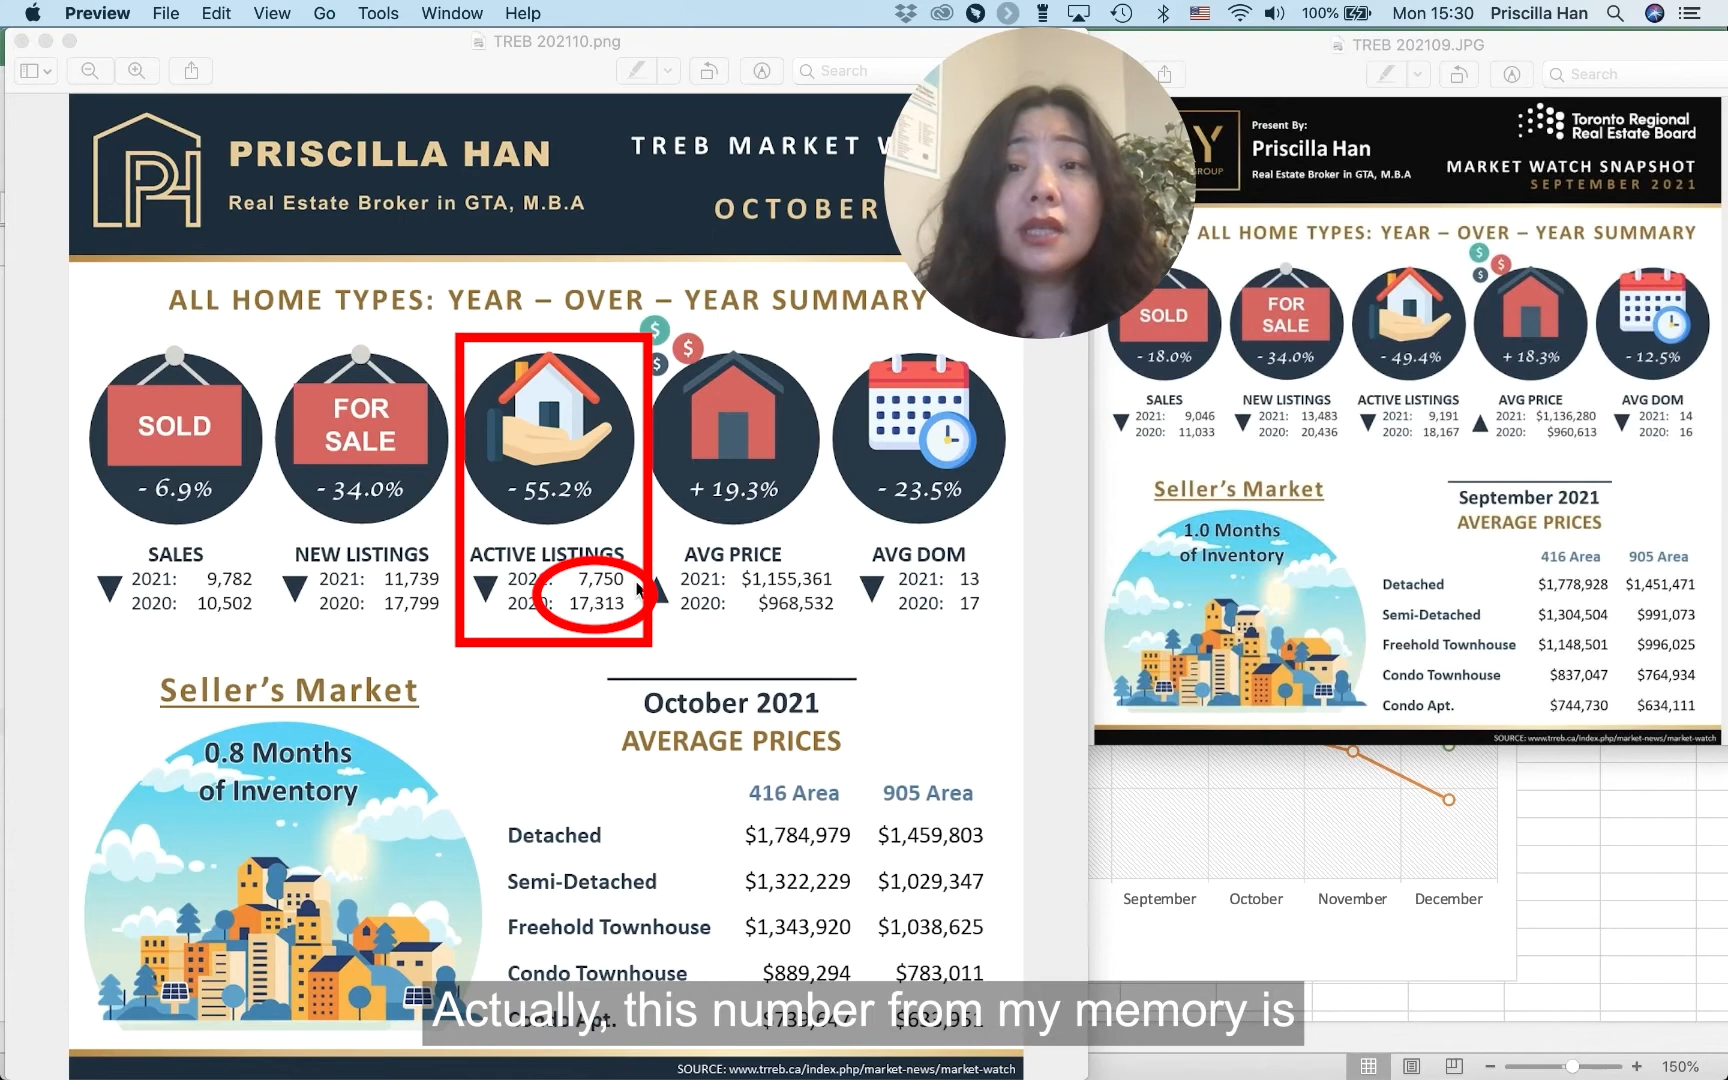 Preview File Edit View Go Tools Window Help 100% Mon 15:30 Priscilla Han
TREB 202110.png
Search
PRISCILLA HAN
Real Estate Broker in GTA, M.B.A
TREB MARKET
OCTOBER
ALL HOME TYPES: YEAR – OVER – YEAR SUMMARY
SOLD
FOR
SALE
- 6.9% - 34.0% - 55.2% + 19.3% - 23.5%
SALES NEW LISTINGS ACTIVE LISTINGS AVG PRICE AVG DOM
2021: 9,782 2021: 11,739 2021: 7,750 2021: $1,155,361 2021: 13
2020: 10,502 2020: 17,799 2020: 17,313 2020: $968,532 2020: 17
Seller's Market
0.8 Months
of Inventory
October 2021
AVERAGE PRICES
416 Area 905 Area
Detached $1,784,979 $1,459,803
Semi-Detached $1,322,229 $1,029,347
Freehold Townhouse $1,343,920 $1,038,625
Condo Townhouse $889,294 $783,011
Condo Apt.
Actually, this number from my memory is
SOURCE: www.trreb.ca/index.php/market-news/market-watch
TREB 202109.JPG
Search
Y
GROUP
Present By:
Priscilla Han
Real Estate Broker in GTA, M.B.A
Toronto Regional
Real Estate Board
MARKET WATCH SNAPSHOT
SEPTEMBER 2021
ALL HOME TYPES: YEAR – OVER – YEAR SUMMARY
SOLD
FOR
SALE
- 18.0% - 34.0% - 49.4% + 18.3% - 12.5%
SALES NEW LISTINGS ACTIVE LISTINGS AVG PRICE AVG DOM
2021: 9,046 2021: 13,483 2021: 9,191 2021: $1,136,280 2021: 14
2020: 11,033 2020: 20,436 2020: 18,167 2020: $960,613 2020: 16
Seller's Market
1.0 Months
of Inventory
September 2021
AVERAGE PRICES
416 Area 905 Area
Detached $1,778,928 $1,451,471
Semi-Detached $1,304,504 $991,073
Freehold Townhouse $1,148,501 $996,025
Condo Townhouse $837,047 $764,934
Condo Apt. $744,730 $634,111
SOURCE: www.trreb.ca/index.php/market-news/market-watch
September October November December
150%